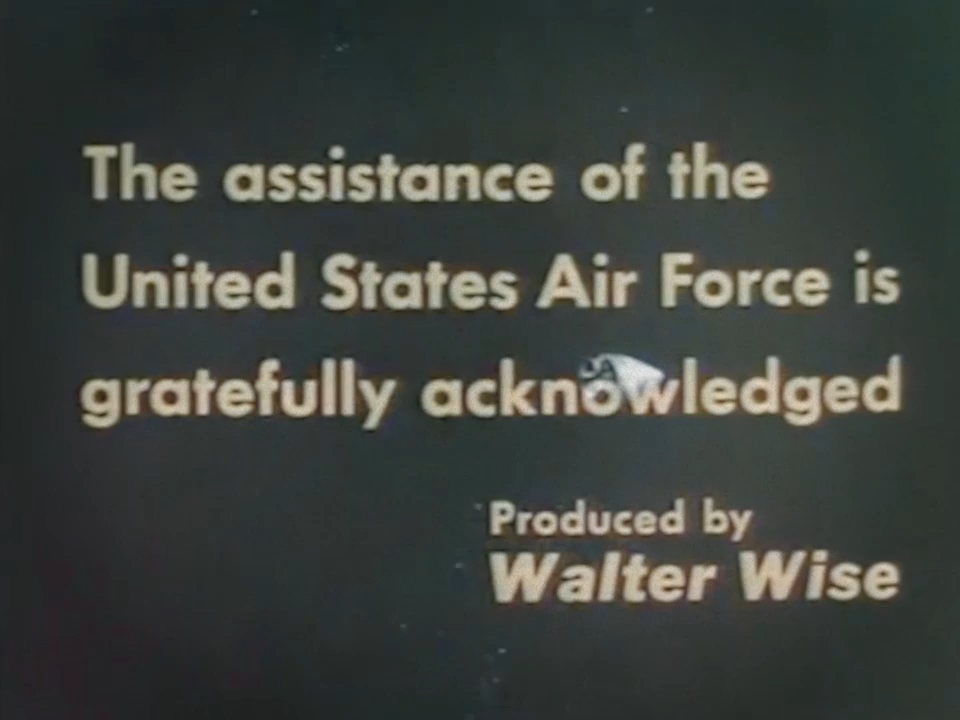 The assistance of the
United States Air Force is
gratefully acknowledged
Produced by
Walter Wise